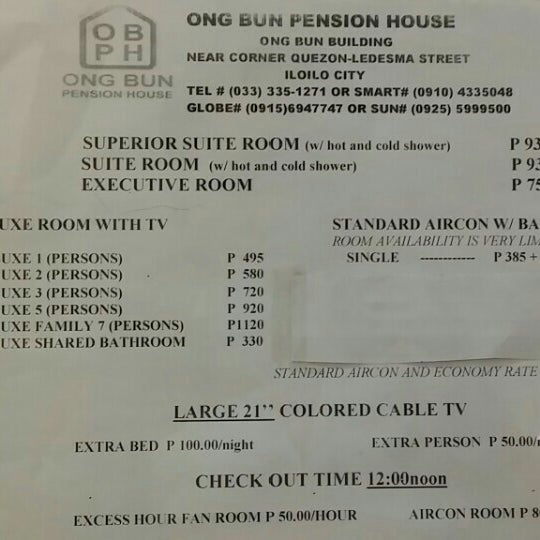 OB
PH
ONG BUN
PENSION HOUSE
ONG BUN PENSION HOUSE
ONG BUN BUILDING
NEAR CORNER QUEZON-LEDESMA STREET
ILOILO CITY
TEL # (033) 335-1271 OR SMART# (0910) 4335048
GLOBE# (0915)6947747 OR SUN# (0925) 5999500
SUPERIOR SUITE ROOM (w/ hot and cold shower) P 93
SUITE ROOM (w/ hot and cold shower) P 93
EXECUTIVE ROOM P 75
UXE ROOM WITH TV
UXE 1 (PERSONS) P 495
UXE 2 (PERSONS) P 580
UXE 3 (PERSONS) P 720
UXE 5 (PERSONS) P 920
UXE FAMILY 7 (PERSONS) P1120
UXE SHARED BATHROOM P 330
STANDARD AIRCON W/ BA
ROOM AVAILABILITY IS VERY LIM
SINGLE ------------ P 385 +
STANDARD AIRCON AND ECONOMY RATE
LARGE 21’’ COLORED CABLE TV
EXTRA BED P 100.00/night EXTRA PERSON P 50.00/
CHECK OUT TIME 12:00noon
EXCESS HOUR FAN ROOM P 50.00/HOUR AIRCON ROOM P 8